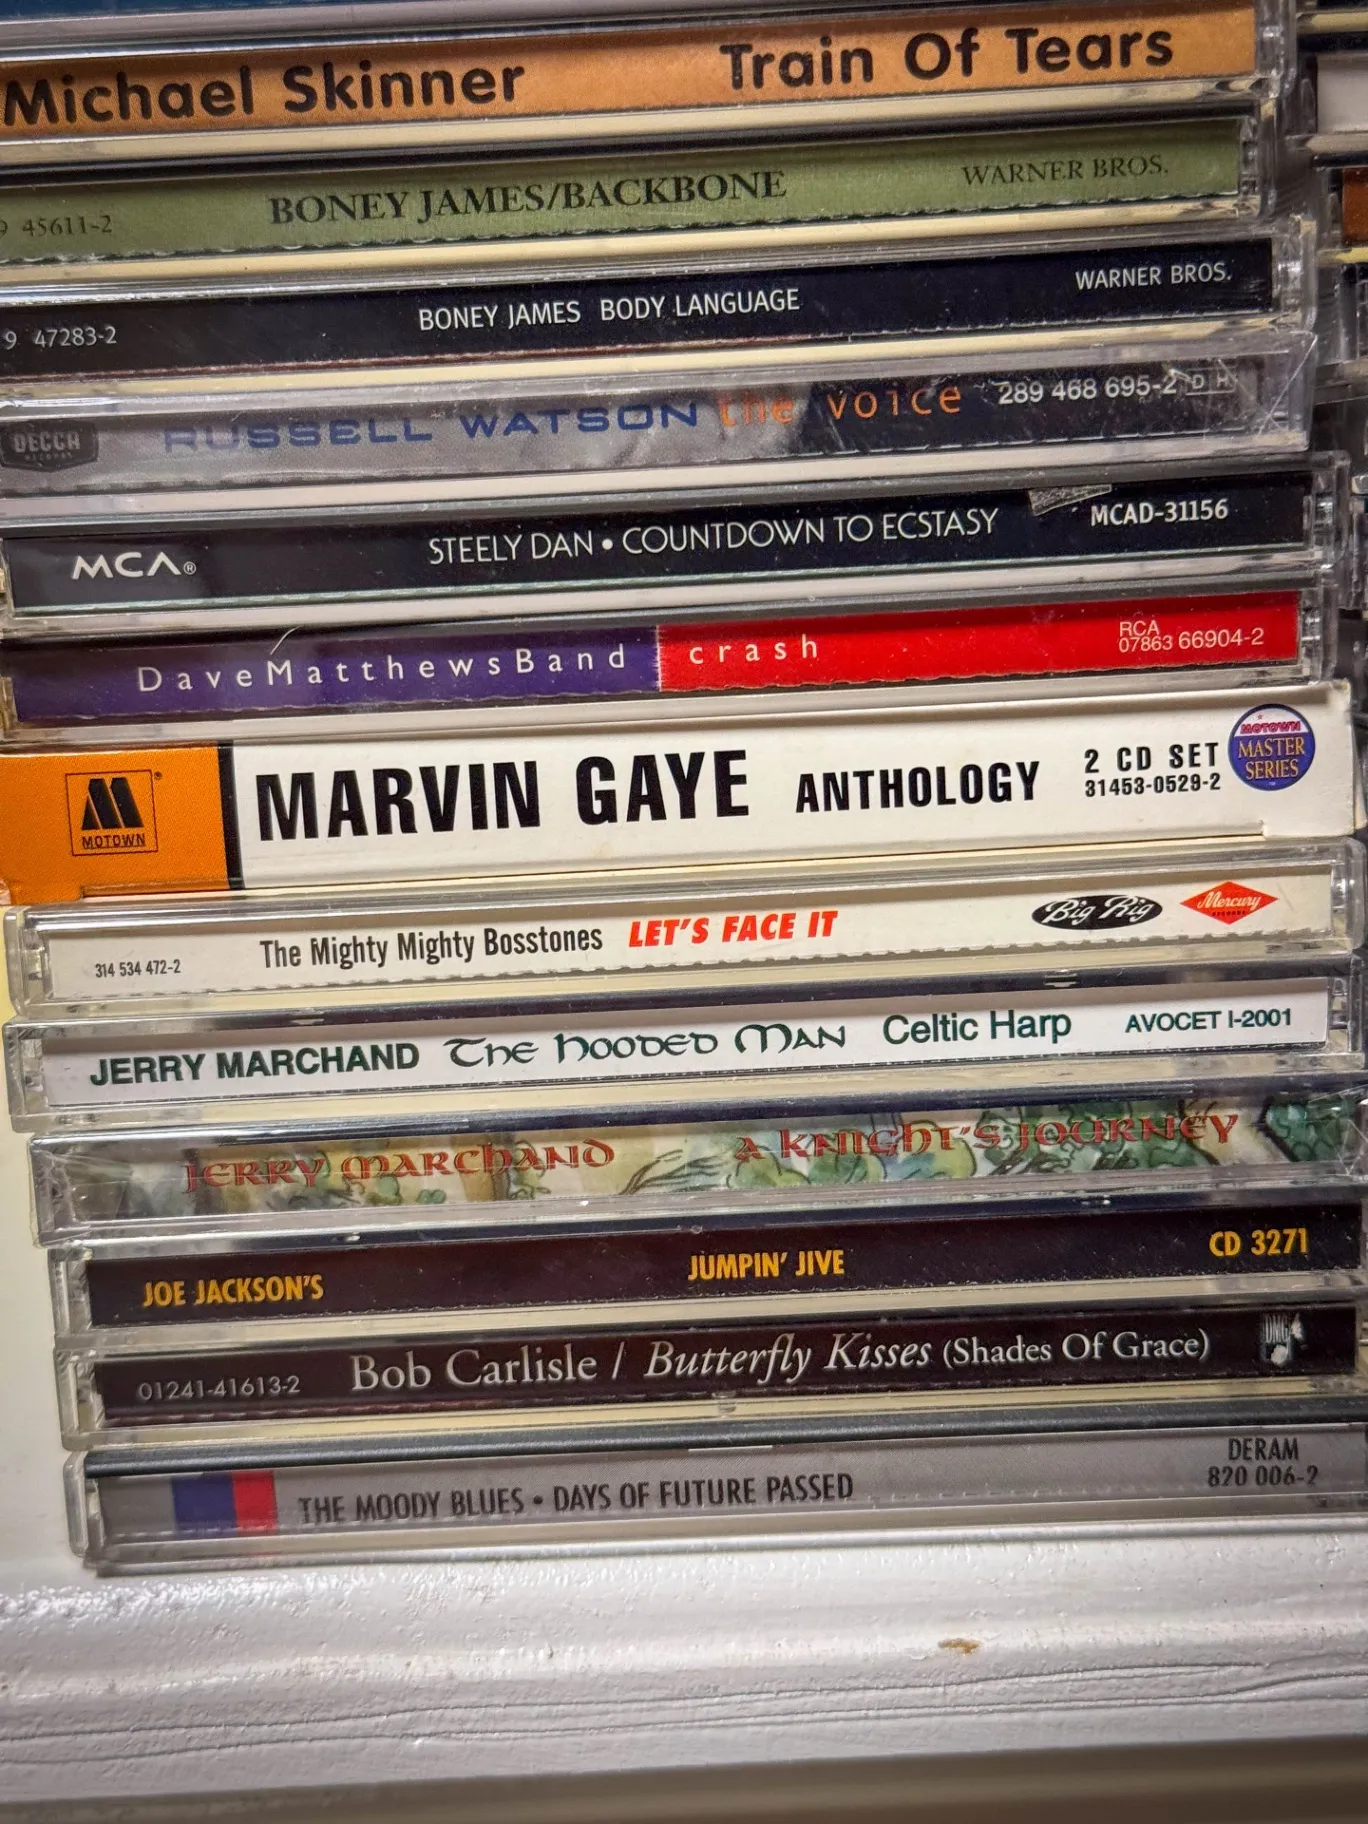 Michael Skinner Train Of Tears
9 45611-2 BONEY JAMES/BACKBONE WARNER BROS.
9 47283-2 BONEY JAMES BODY LANGUAGE WARNER BROS.
DECCA RECORDS RUSSELL WATSON the voice 289 468 695-2 D H
MCA® STEELY DAN • COUNTDOWN TO ECSTASY MCAD-31156
DaveMatthewsBand crash RCA
07863 66904-2
MOTOWN ® MARVIN GAYE ANTHOLOGY 2 CD SET
31453-0529-2
MOTOWN
MASTER
SERIES
314 534 472-2 The Mighty Mighty Bosstones LET'S FACE IT Big Rig Mercury
RECORDS
JERRY MARCHAND The Hooded Man Celtic Harp AVOCET I-2001
JERRY MARCHAND A KNIGHT'S JOURNEY
JOE JACKSON'S JUMPIN' JIVE CD 3271
01241-41613-2 Bob Carlisle / Butterfly Kisses (Shades Of Grace) DMG
THE MOODY BLUES • DAYS OF FUTURE PASSED DERAM
820 006-2